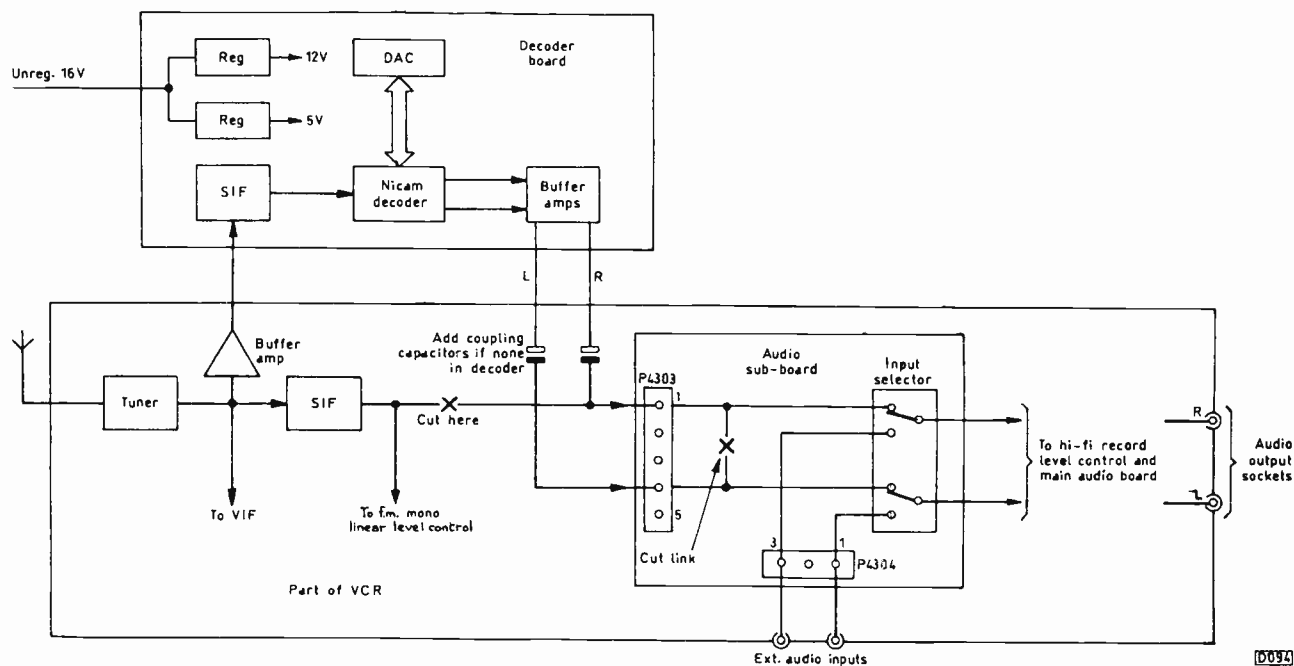 Unreg. 16V
Reg
12V
Reg
5V
DAC
Decoder
board
SIF
Nicam
decoder
Buffer
amps
L
R
Buffer
amp
Tuner
SIF
Cut here
To VIF
To f.m. mono
linear level control
Add coupling
capacitors if none
in decoder
P4303
1
5
Audio
sub-board
Input
selector
Cut link
3
1
P4304
To hi-fi record
level control and
main audio board
R
L
Audio
output
sockets
Part of VCR
Ext. audio inputs
D094